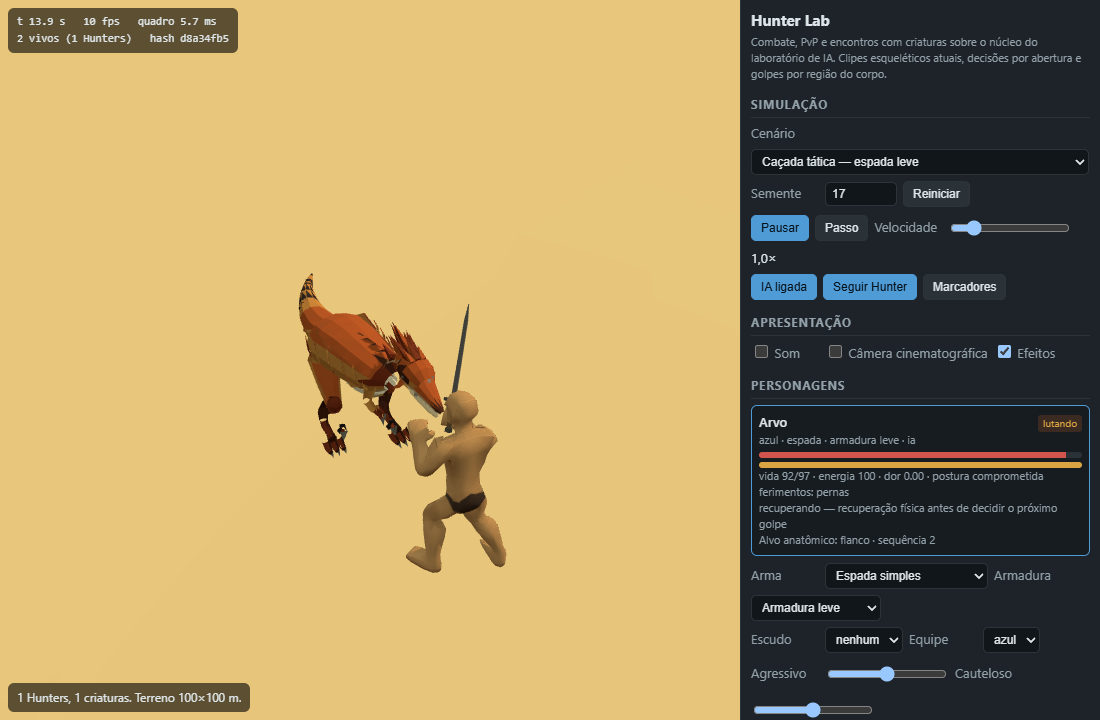 t 13.9 s   10 fps   quadro 5.7 ms
2 vivos (1 Hunters)   hash d8a34fb5
1 Hunters, 1 criaturas. Terreno 100×100 m.
Hunter Lab
Combate, PvP e encontros com criaturas sobre o núcleo do
laboratório de IA. Clipes esqueléticos atuais, decisões por abertura e
golpes por região do corpo.
SIMULAÇÃO
Cenário
Caçada tática — espada leve
Semente 17 Reiniciar
Pausar Passo Velocidade
1,0×
IA ligada Seguir Hunter Marcadores
APRESENTAÇÃO
Som Câmera cinematográfica Efeitos
PERSONAGENS
Arvo lutando
azul · espada · armadura leve · ia
vida 92/97 · energia 100 · dor 0.00 · postura comprometida
ferimentos: pernas
recuperando — recuperação física antes de decidir o próximo
golpe
Alvo anatômico: flanco · sequência 2
Arma Espada simples Armadura
Armadura leve
Escudo nenhum Equipe azul
Agressivo Cauteloso